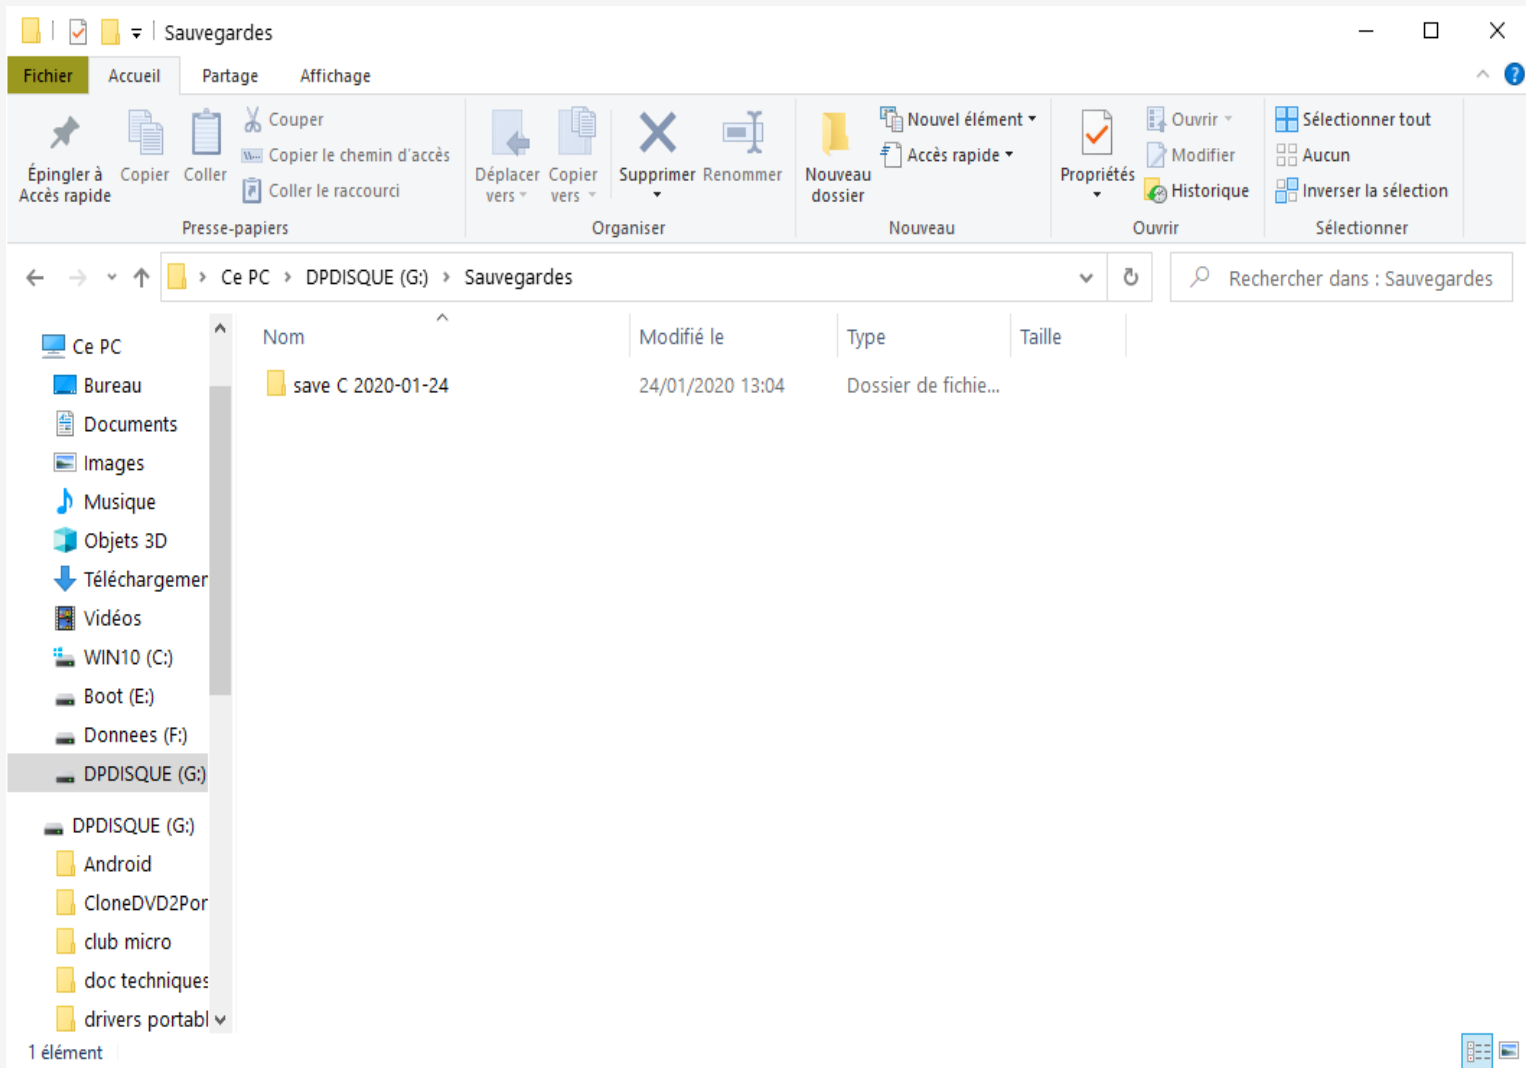 Sauvegardes
Fichier Accueil Partage Affichage
Épingler à Accès rapide
Copier
Coller
Couper
Copier le chemin d'accès
Coller le raccourci
Presse-papiers
Déplacer vers
Copier vers
Supprimer
Renommer
Organiser
Nouveau dossier
Nouvel élément
Accès rapide
Nouveau
Propriétés
Ouvrir
Modifier
Historique
Ouvrir
Sélectionner tout
Aucun
Inverser la sélection
Sélectionner
Ce PC > DPDISQUE (G:) > Sauvegardes
Rechercher dans : Sauvegardes
Ce PC
Bureau
Documents
Images
Musique
Objets 3D
Téléchargemer
Vidéos
WIN10 (C:)
Boot (E:)
Donnees (F:)
DPDISQUE (G:)
DPDISQUE (G:)
Android
CloneDVD2Por
club micro
doc techniques
drivers portabl
Nom Modifié le Type Taille
save C 2020-01-24 24/01/2020 13:04 Dossier de fichie...
1 élément